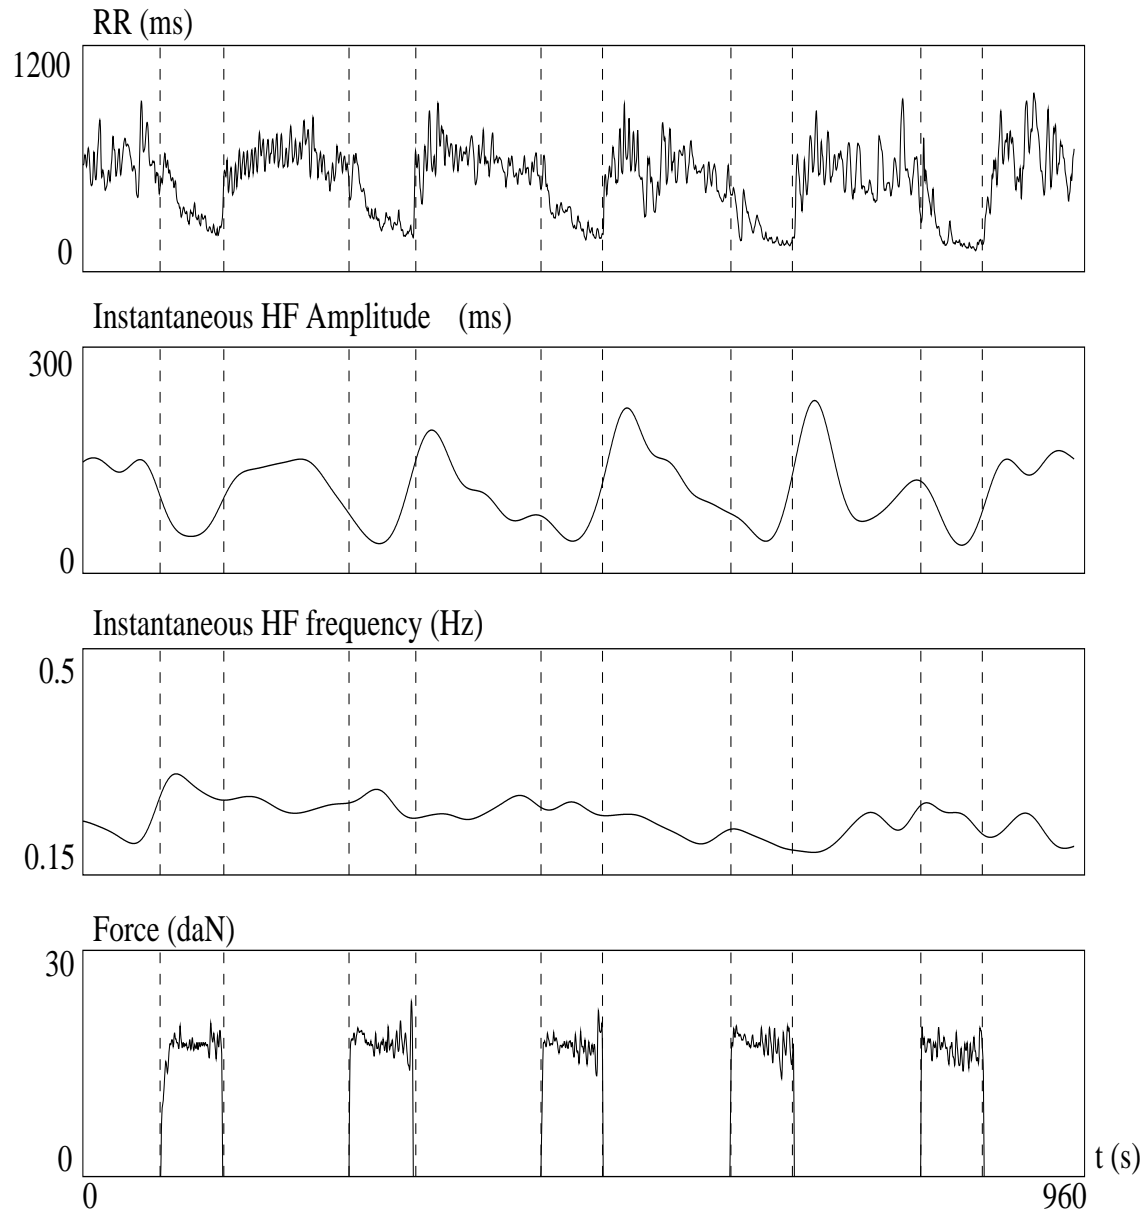 RR (ms)
1200
0
Instantaneous HF Amplitude (ms)
300
0
Instantaneous HF frequency (Hz)
0.5
0.15
Force (daN)
30
0
t (s)
0
960